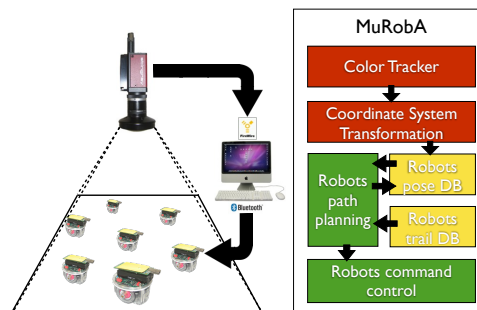 FireWire
Bluetooth
MuRobA
Color Tracker
Coordinate System
Transformation
Robots
path
planning
Robots
pose DB
Robots
trail DB
Robots command
control